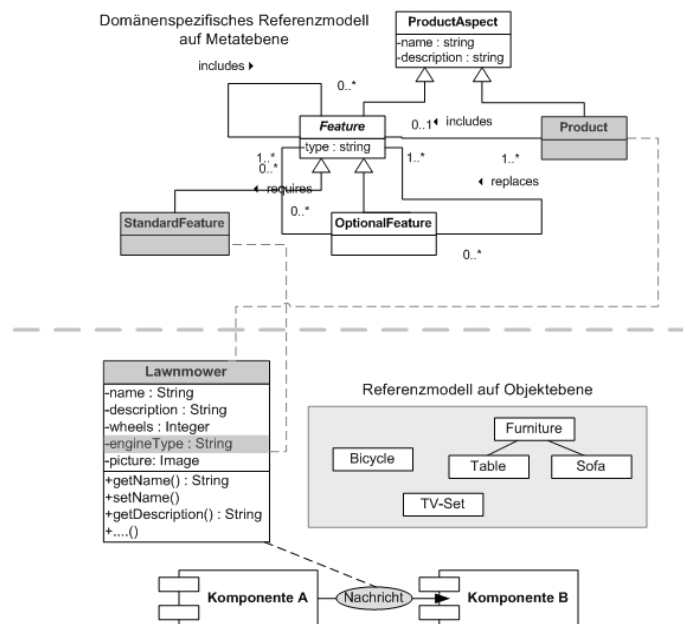 Domänenspezifisches Referenzmodell
auf Metatebene
ProductAspect
-name : string
-description : string
includes
0..*
Feature
-type : string
0..1
includes
Product
1..*
0..*
1..*
1..*
requires
replaces
StandardFeature
0..*
OptionalFeature
0..*
Lawnmower
-name : String
-description : String
-wheels : Integer
-engineType : String
-picture: Image
+getName() : String
+setName()
+getDescription() : String
+....()
Referenzmodell auf Objektebene
Furniture
Bicycle
Table
Sofa
TV-Set
Komponente A
Nachricht
Komponente B